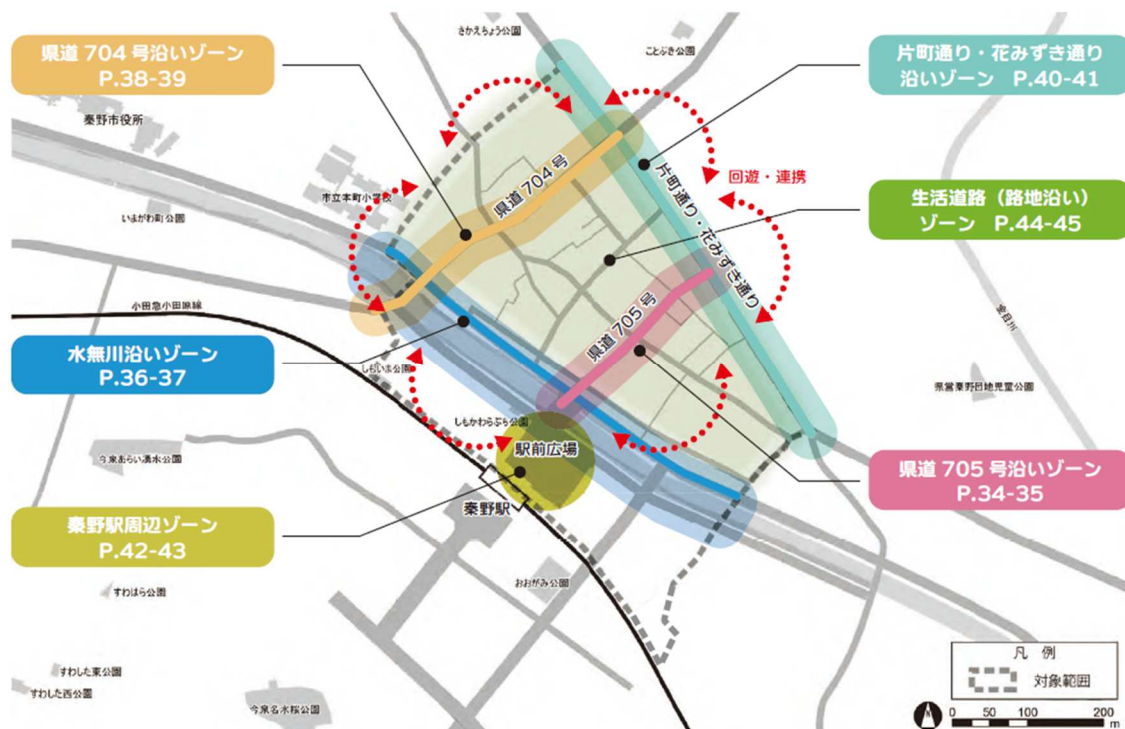 さかえちょう公園
ことぶき公園
県道 704 号沿いゾーン
P.38-39
片町通り・花みずき通り
沿いゾーン P.40-41
秦野市役所
市立本町小学校
いまがわ町公園
県道 704 号
片町通り・花みずき通り
回遊・連携
生活道路（路地沿い）
ゾーン P.44-45
小田急小田原線
県道 705 号
金目川
水無川沿いゾーン
P.36-37
しもいま公園
県営秦野団地児童公園
しもかわらぶち公園
駅前広場
今泉あらい湧水公園
県道 705 号沿いゾーン
P.34-35
秦野駅
秦野駅周辺ゾーン
P.42-43
おおがみ公園
すわはら公園
すわした東公園
すわした西公園
今泉名水桜公園
凡 例
対象範囲
0 50 100 200
m